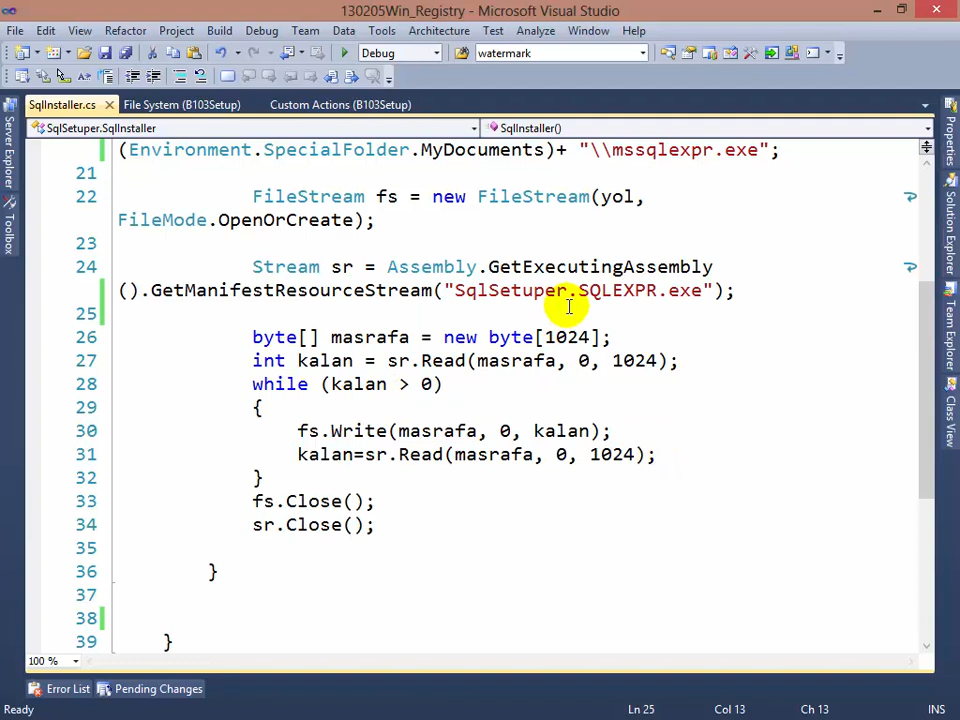 130205Win_Registry - Microsoft Visual Studio
File Edit View Refactor Project Build Debug Team Data Tools Architecture Test Analyze Window Help
Debug watermark
SqlInstaller.cs File System (B103Setup) Custom Actions (B103Setup)
SqlSetuper.SqlInstaller SqlInstaller()
(Environment.SpecialFolder.MyDocuments)+ "\\mssqlexpr.exe";
21
22 FileStream fs = new FileStream(yol,
FileMode.OpenOrCreate);
23
24 Stream sr = Assembly.GetExecutingAssembly
().GetManifestResourceStream("SqlSetuper.SQLEXPR.exe");
25
26 byte[] masrafa = new byte[1024];
27 int kalan = sr.Read(masrafa, 0, 1024);
28 while (kalan > 0)
29 {
30 fs.Write(masrafa, 0, kalan);
31 kalan=sr.Read(masrafa, 0, 1024);
32 }
33 fs.Close();
34 sr.Close();
35
36 }
37
38
39 }
100 %
Error List Pending Changes
Ready Ln 25 Col 13 Ch 13 INS
Server Explorer
Toolbox
Properties
Solution Explorer
Team Explorer
Class View